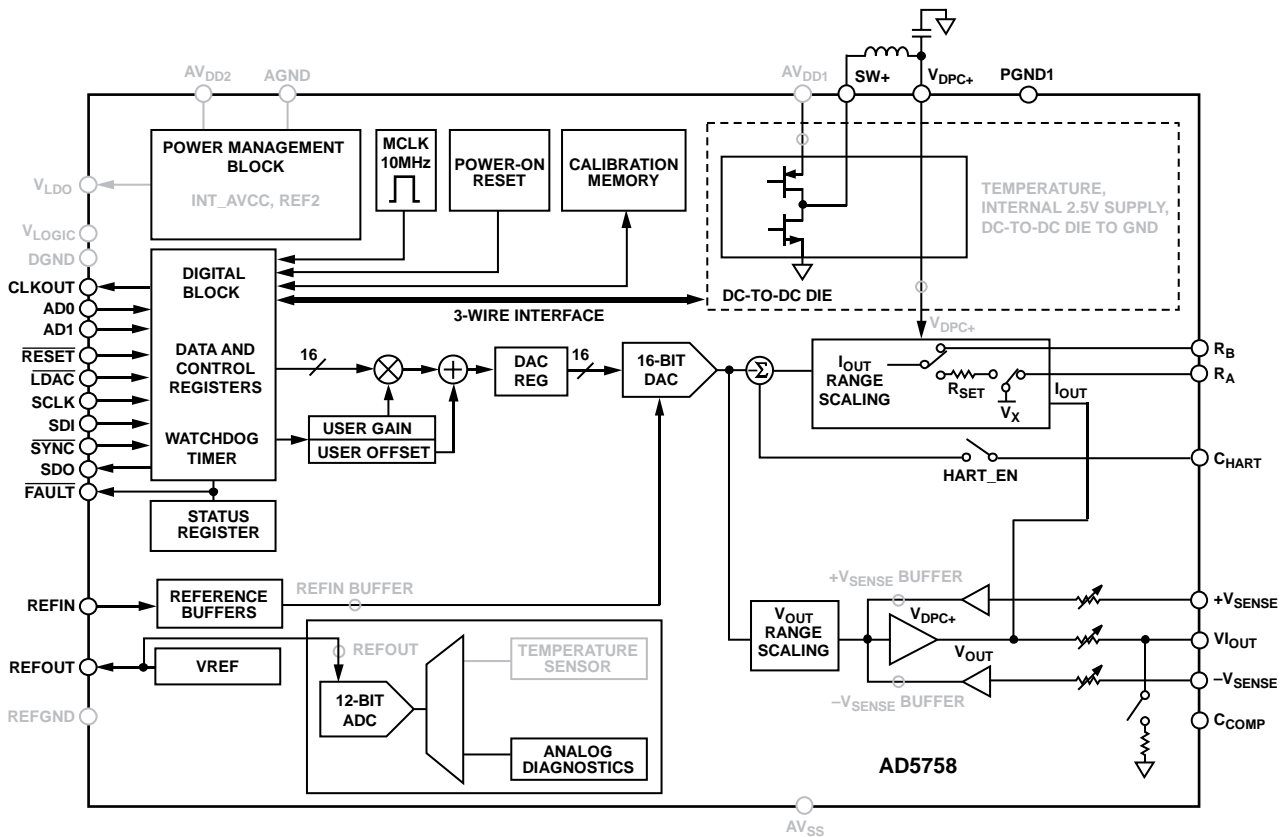 AVDD2
AGND
AVDD1
SW+
VDPC+
PGND1
POWER MANAGEMENT
BLOCK
INT_AVCC, REF2
MCLK
10MHz
POWER-ON
RESET
CALIBRATION
MEMORY
TEMPERATURE,
INTERNAL 2.5V SUPPLY,
DC-TO-DC DIE TO GND
DC-TO-DC DIE
VLDO
VLOGIC
DGND
CLKOUT
AD0
AD1
RESET
LDAC
SCLK
SDI
SYNC
SDO
FAULT
DIGITAL
BLOCK
DATA AND
CONTROL
REGISTERS
WATCHDOG
TIMER
STATUS
REGISTER
3-WIRE INTERFACE
16
USER GAIN
USER OFFSET
DAC
REG
16
16-BIT
DAC
–Σ
VDPC+
IOUT
RANGE
SCALING
RSET
VX
IOUT
RB
RA
HART_EN
CHART
REFIN
REFERENCE
BUFFERS
REFIN BUFFER
REFOUT
VREF
REFGND
REFOUT
12-BIT
ADC
TEMPERATURE
SENSOR
ANALOG
DIAGNOSTICS
VOUT
RANGE
SCALING
+VSENSE BUFFER
VDPC+
VOUT
–VSENSE BUFFER
+VSENSE
VIOUT
–VSENSE
CCOMP
AD5758
AVSS